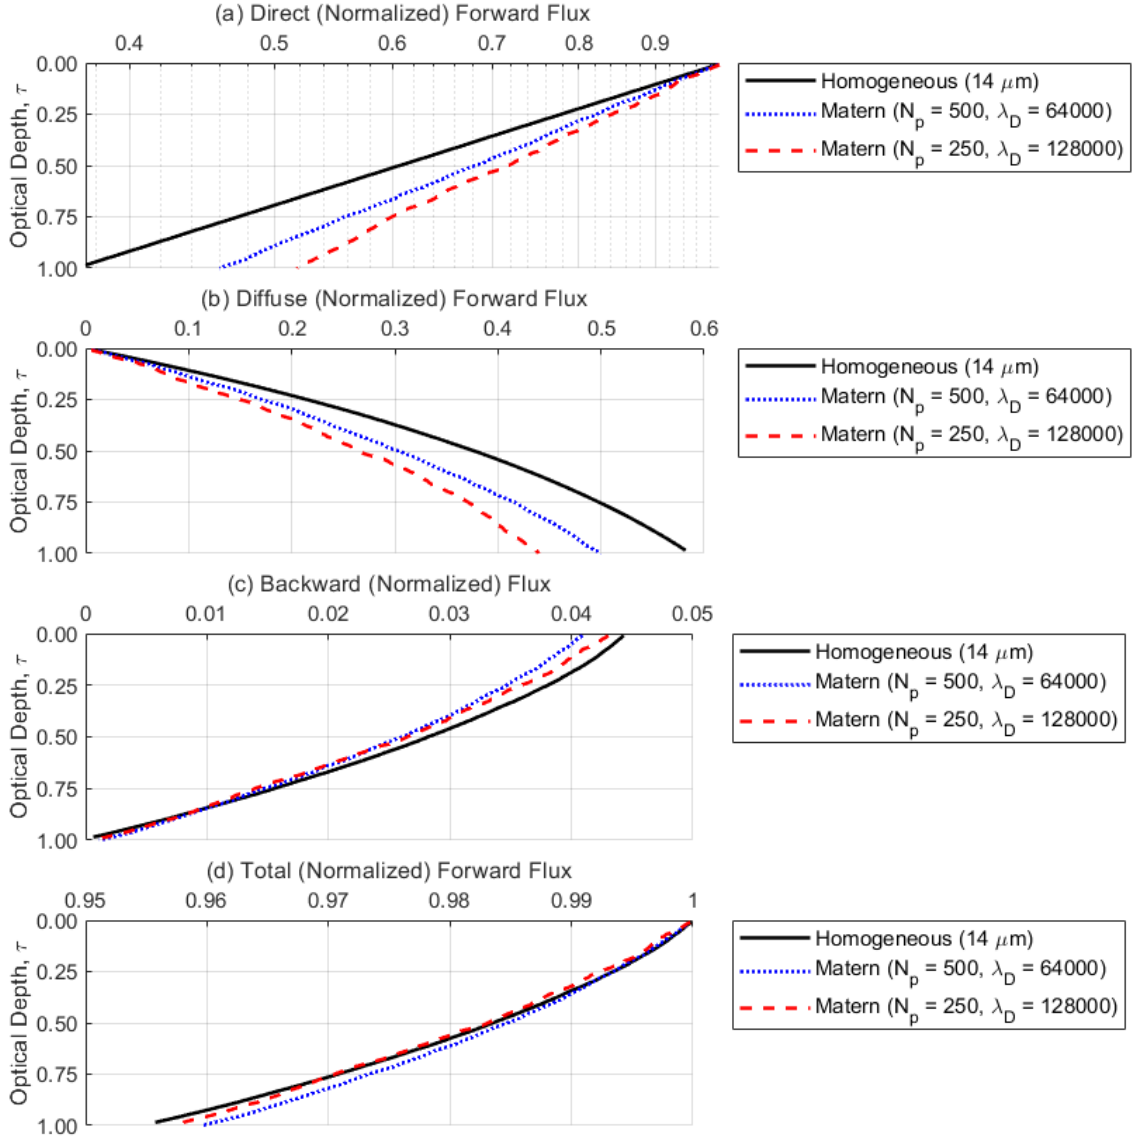 (a) Direct (Normalized) Forward Flux
0.4 0.5 0.6 0.7 0.8 0.9
0.00
0.25
0.50
0.75
1.00
Optical Depth, τ
Homogeneous (14 μm)
Matern (Np = 500, λD = 64000)
Matern (Np = 250, λD = 128000)
(b) Diffuse (Normalized) Forward Flux
0 0.1 0.2 0.3 0.4 0.5 0.6
0.00
0.25
0.50
0.75
1.00
Optical Depth, τ
Homogeneous (14 μm)
Matern (Np = 500, λD = 64000)
Matern (Np = 250, λD = 128000)
(c) Backward (Normalized) Flux
0 0.01 0.02 0.03 0.04 0.05
0.00
0.25
0.50
0.75
1.00
Optical Depth, τ
Homogeneous (14 μm)
Matern (Np = 500, λD = 64000)
Matern (Np = 250, λD = 128000)
(d) Total (Normalized) Forward Flux
0.95 0.96 0.97 0.98 0.99 1
0.00
0.25
0.50
0.75
1.00
Optical Depth, τ
Homogeneous (14 μm)
Matern (Np = 500, λD = 64000)
Matern (Np = 250, λD = 128000)